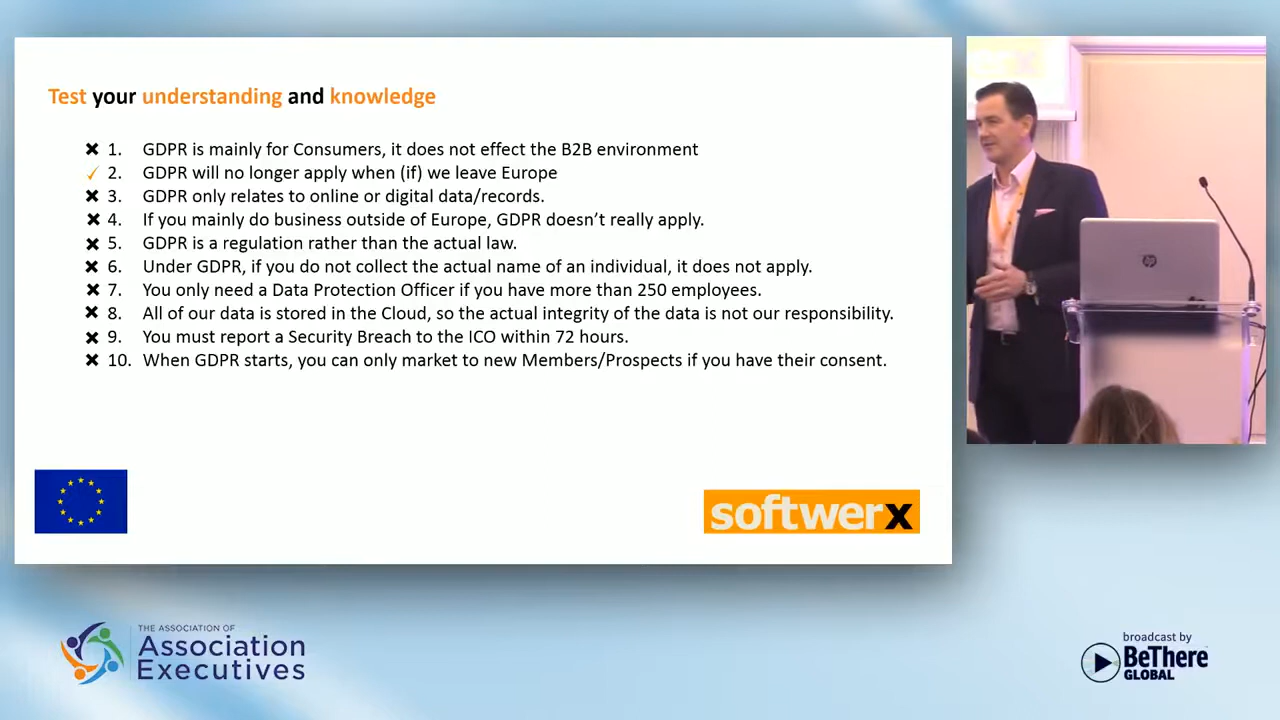 Test your understanding and knowledge
✖ 1. GDPR is mainly for Consumers, it does not effect the B2B environment
✓ 2. GDPR will no longer apply when (if) we leave Europe
✖ 3. GDPR only relates to online or digital data/records.
✖ 4. If you mainly do business outside of Europe, GDPR doesn't really apply.
✖ 5. GDPR is a regulation rather than the actual law.
✖ 6. Under GDPR, if you do not collect the actual name of an individual, it does not apply.
✖ 7. You only need a Data Protection Officer if you have more than 250 employees.
✖ 8. All of our data is stored in the Cloud, so the actual integrity of the data is not our responsibility.
✖ 9. You must report a Security Breach to the ICO within 72 hours.
✖ 10. When GDPR starts, you can only market to new Members/Prospects if you have their consent.
softwerx
hp
THE ASSOCIATION OF
Association
Executives
broadcast by
BeThere
GLOBAL